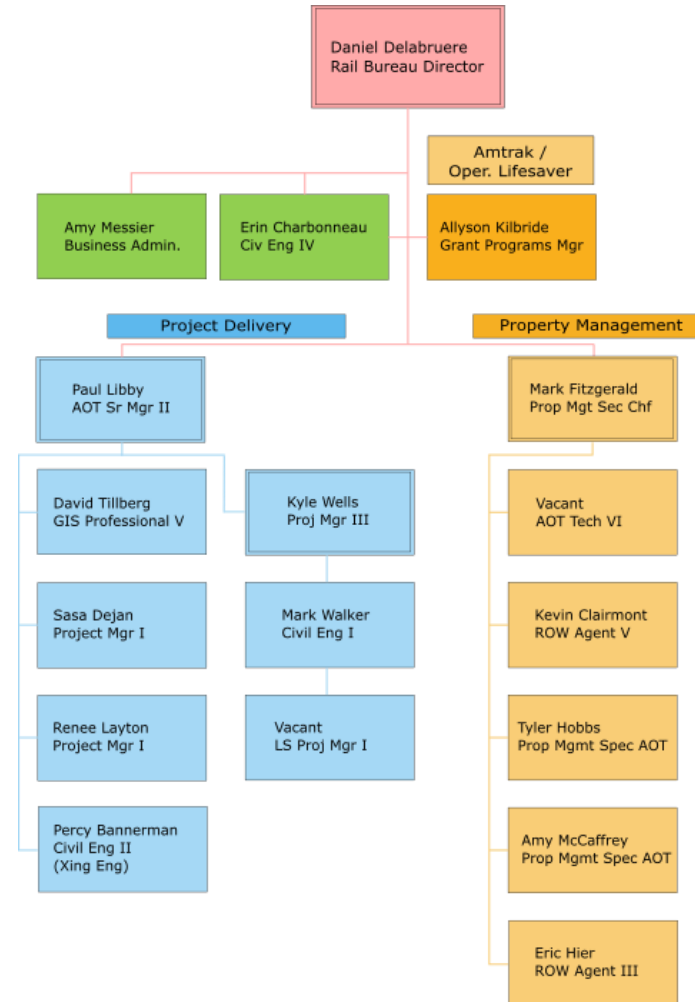 Daniel Delabruere
Rail Bureau Director
Amtrak /
Oper. Lifesaver
Amy Messier
Business Admin.
Erin Charbonneau
Civ Eng IV
Allyson Kilbride
Grant Programs Mgr
Project Delivery
Property Management
Paul Libby
AOT Sr Mgr II
Mark Fitzgerald
Prop Mgt Sec Chf
David Tillberg
GIS Professional V
Kyle Wells
Proj Mgr III
Vacant
AOT Tech VI
Sasa Dejan
Project Mgr I
Mark Walker
Civil Eng I
Kevin Clairmont
ROW Agent V
Renee Layton
Project Mgr I
Vacant
LS Proj Mgr I
Tyler Hobbs
Prop Mgmt Spec AOT
Percy Bannerman
Civil Eng II
(Xing Eng)
Amy McCaffrey
Prop Mgmt Spec AOT
Eric Hier
ROW Agent III